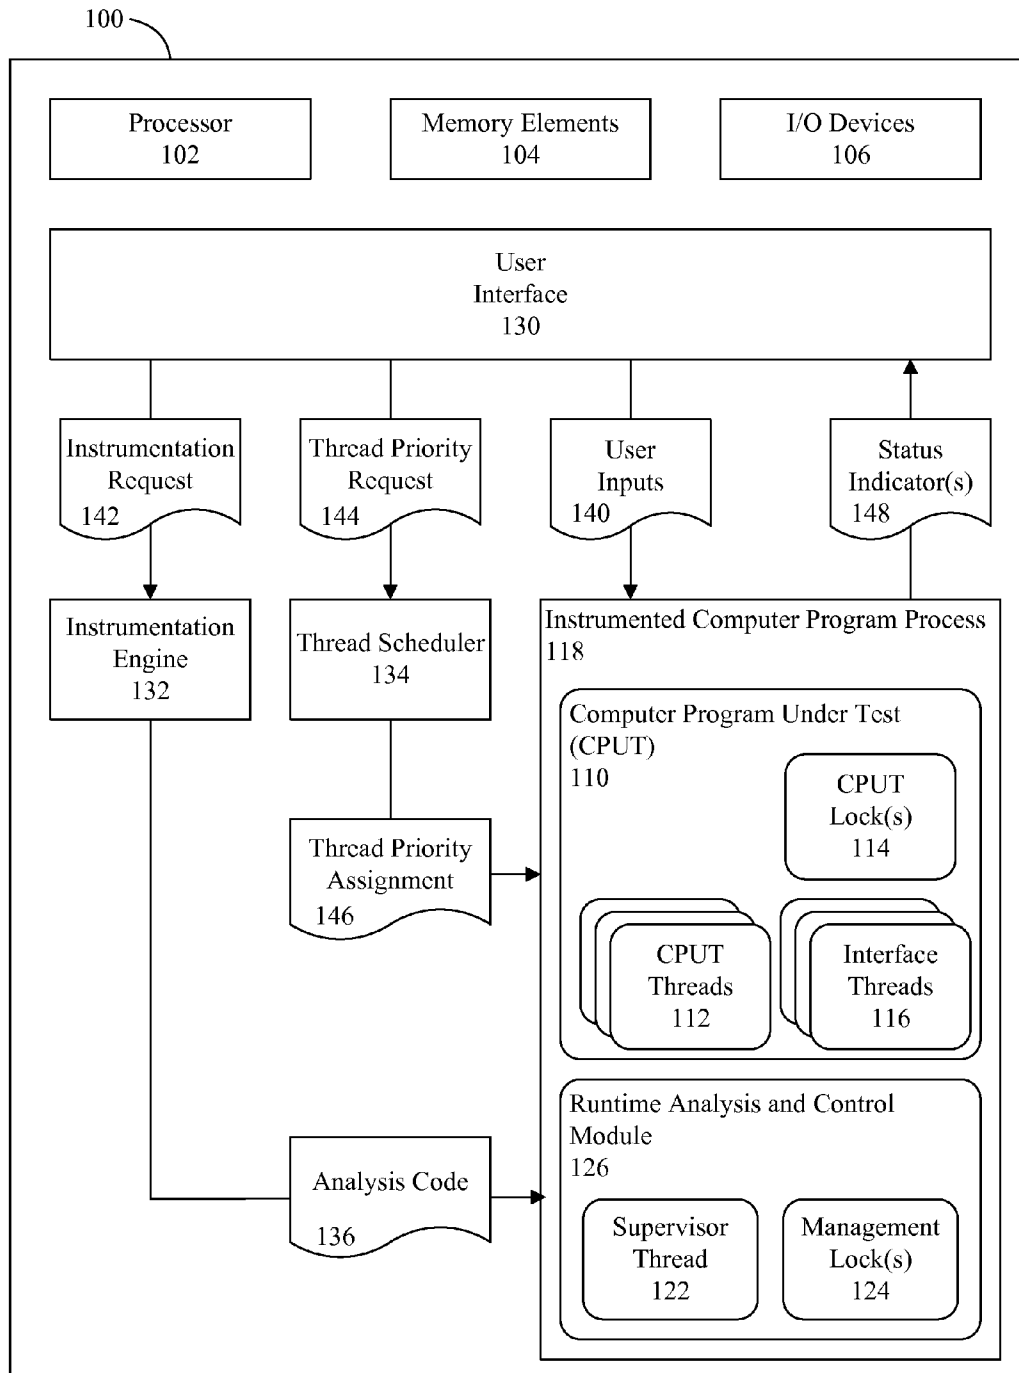 100
Processor
102
Memory Elements
104
I/O Devices
106
User
Interface
130
Instrumentation
Request
142
Thread Priority
Request
144
User
Inputs
140
Status
Indicator(s)
148
Instrumentation
Engine
132
Thread Scheduler
134
Instrumented Computer Program Process
118
Computer Program Under Test
(CPUT)
110
CPUT
Lock(s)
114
Thread Priority
Assignment
146
CPUT
Threads
112
Interface
Threads
116
Runtime Analysis and Control
Module
126
Analysis Code
136
Supervisor
Thread
122
Management
Lock(s)
124